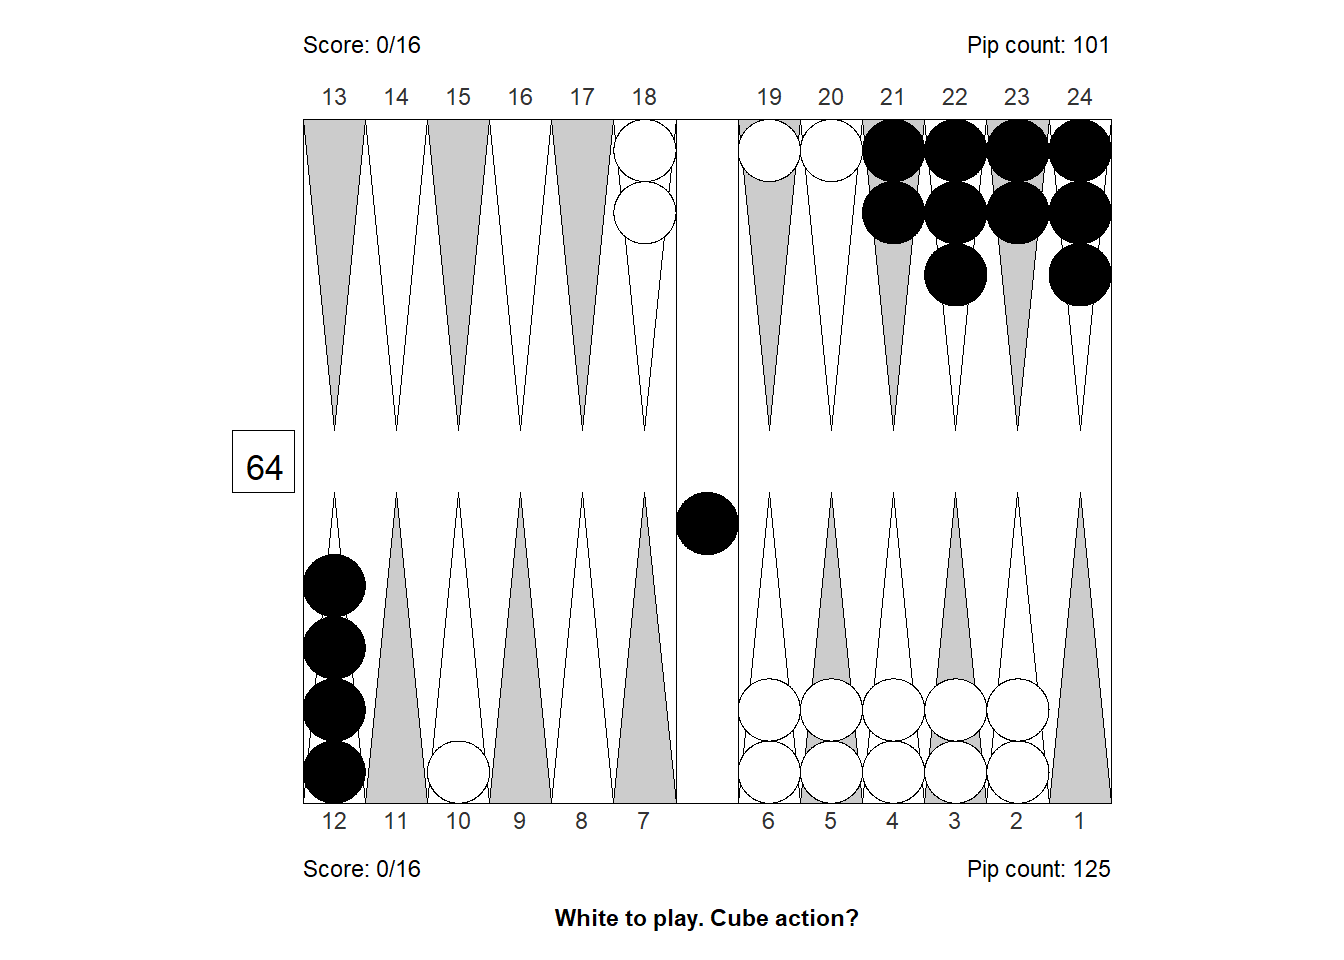 Score: 0/16 Pip count: 101
13 14 15 16 17 18 19 20 21 22 23 24
64
12 11 10 9 8 7 6 5 4 3 2 1
Score: 0/16 Pip count: 125
White to play. Cube action?